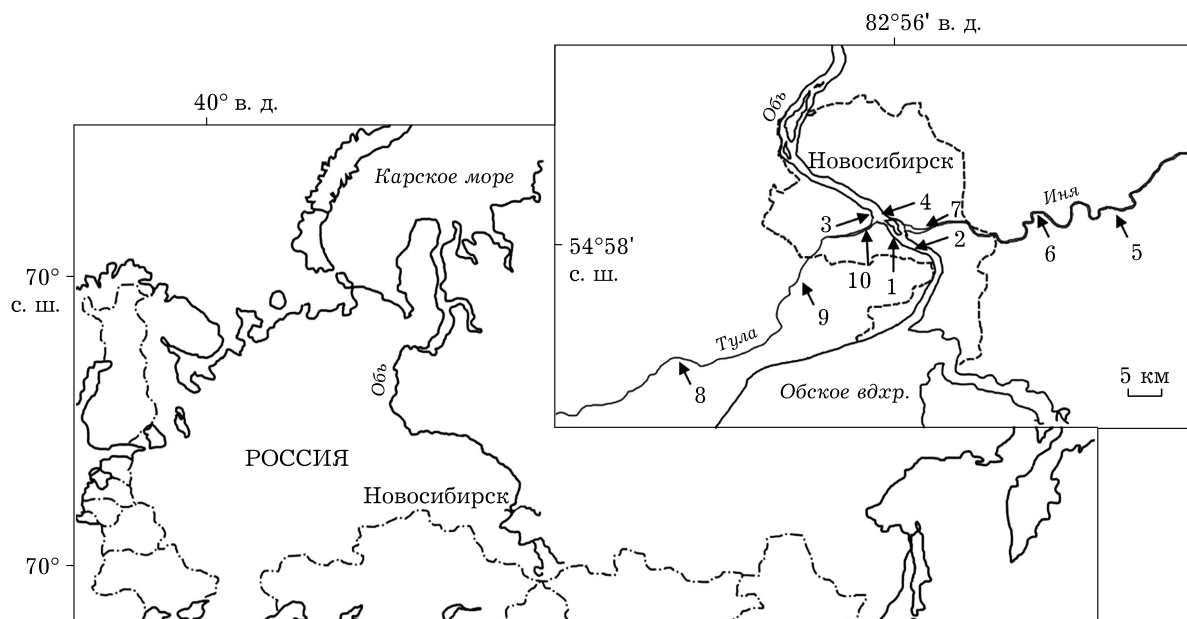 82°56' в. д.
40° в. д.
Обь
Карское море
Новосибирск
Иня
4
7
3
54°58'
с. ш.
2
6
5
10
1
70°
с. ш.
9
Тула
8
5 км
Обь
Обское вдхр.
РОССИЯ
Новосибирск
70°